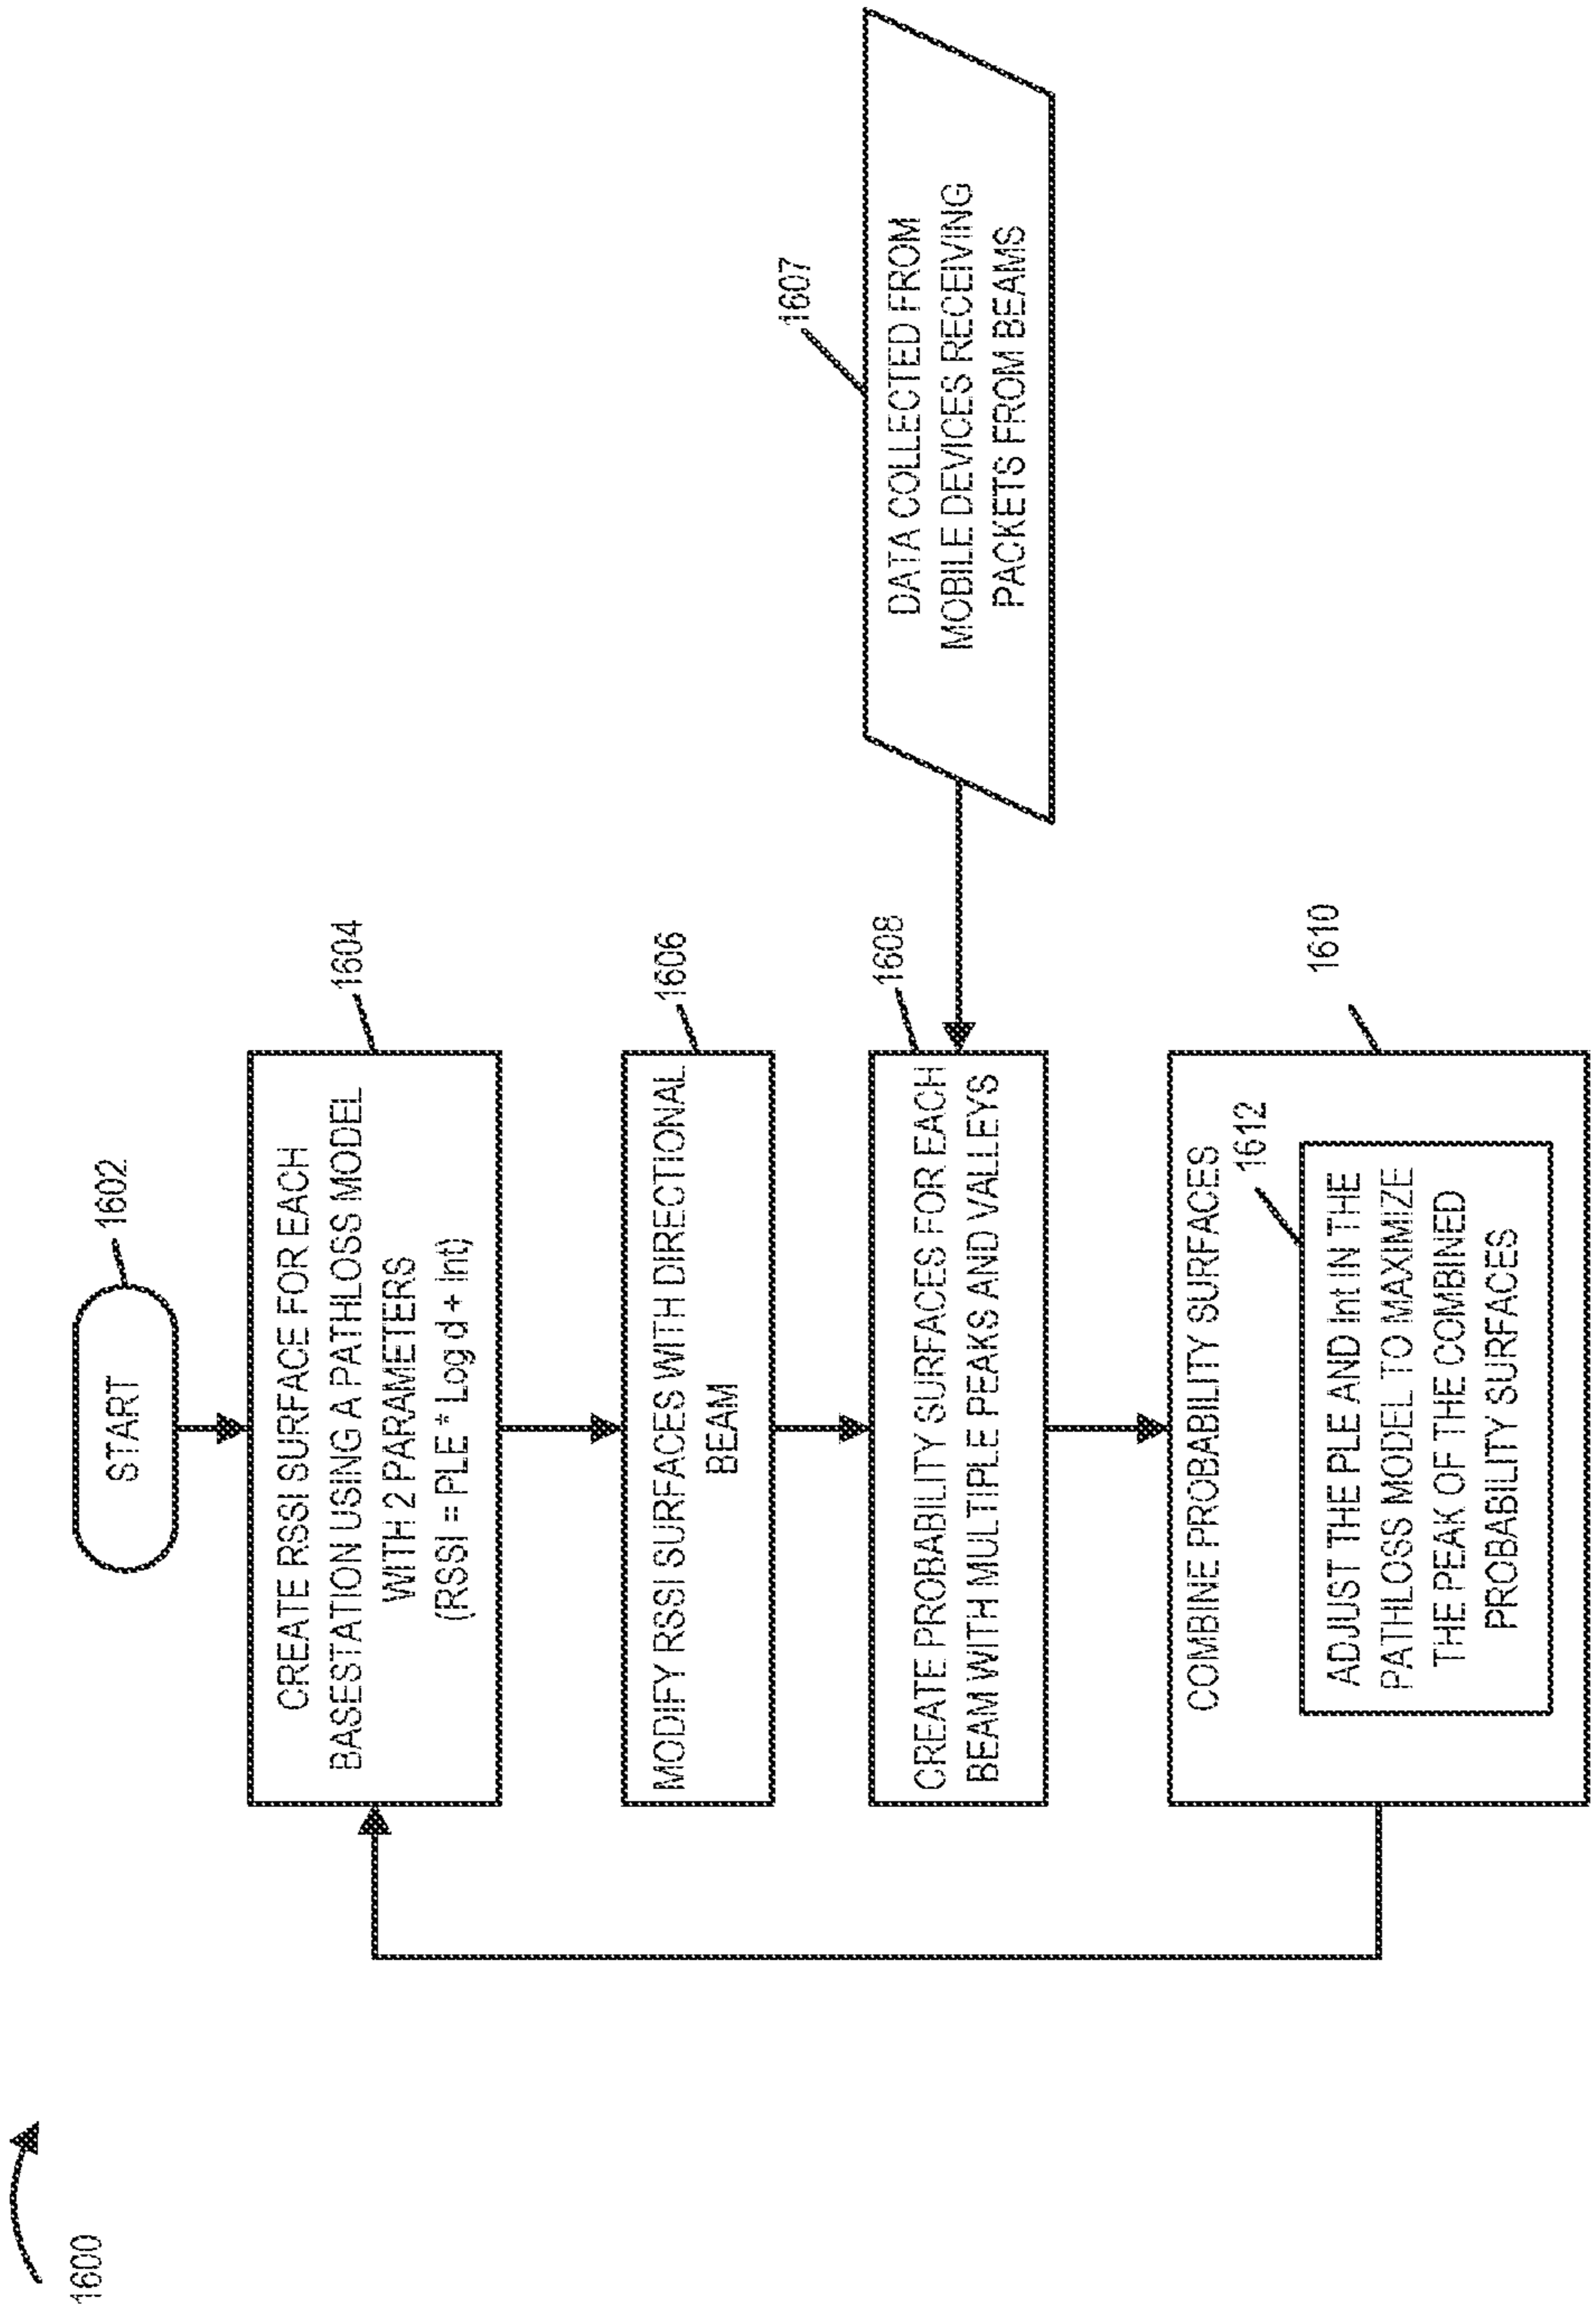 1600
START
1602
CREATE RSSI SURFACE FOR EACH
BASESTATION USING A PATHLOSS MODEL
WITH 2 PARAMETERS
(RSSI = PLE * Log d + Int)
1604
MODIFY RSSI SURFACES WITH DIRECTIONAL
BEAM
1606
DATA COLLECTED FROM
MOBILE DEVICES RECEIVING
PACKETS FROM BEAMS
1607
CREATE PROBABILITY SURFACES FOR EACH
BEAM WITH MULTIPLE PEAKS AND VALLEYS
1608
COMBINE PROBABILITY SURFACES
1610
1612
ADJUST THE PLE AND Int IN THE
PATHLOSS MODEL TO MAXIMIZE
THE PEAK OF THE COMBINED
PROBABILITY SURFACES